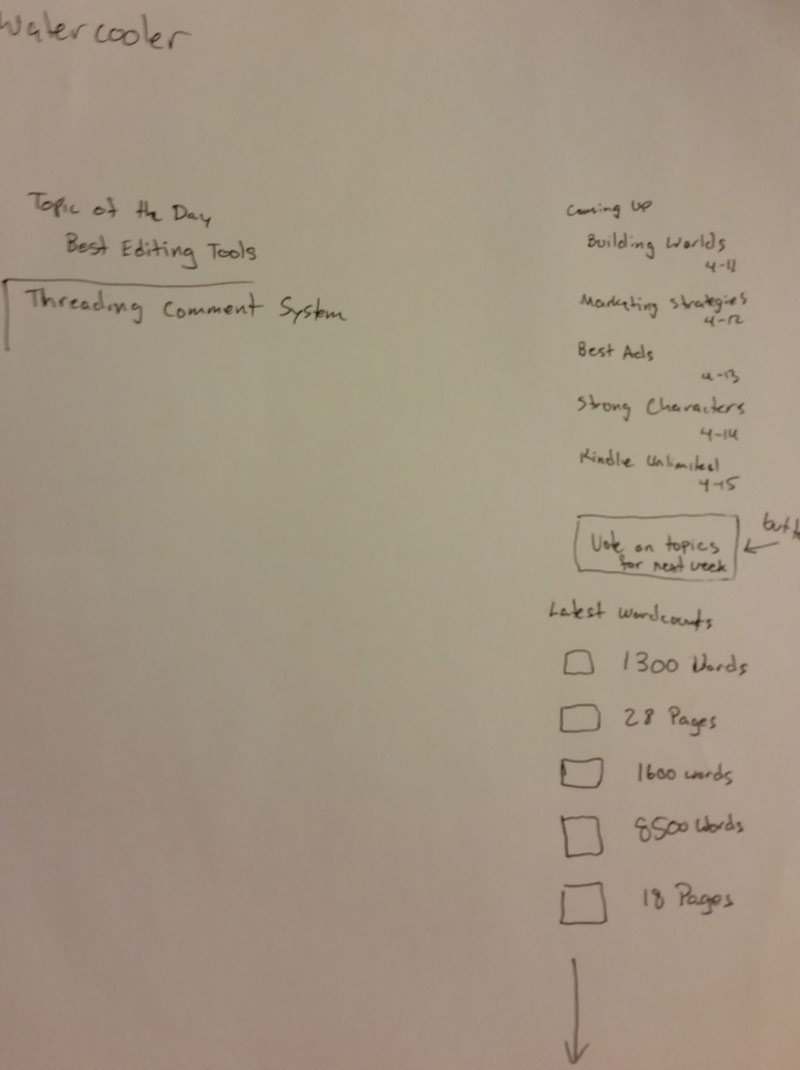 Watercooler
Topic of the Day
Best Editing Tools
Threading Comment System
Coming Up
Building Worlds
4-11
Marketing Strategies
4-12
Best Ads
4-13
Strong Characters
4-14
Kindle Unlimited
4-15
Vote on topics
for next week
Latest wordcounts
1300 Words
28 Pages
1600 words
8500 Words
18 Pages